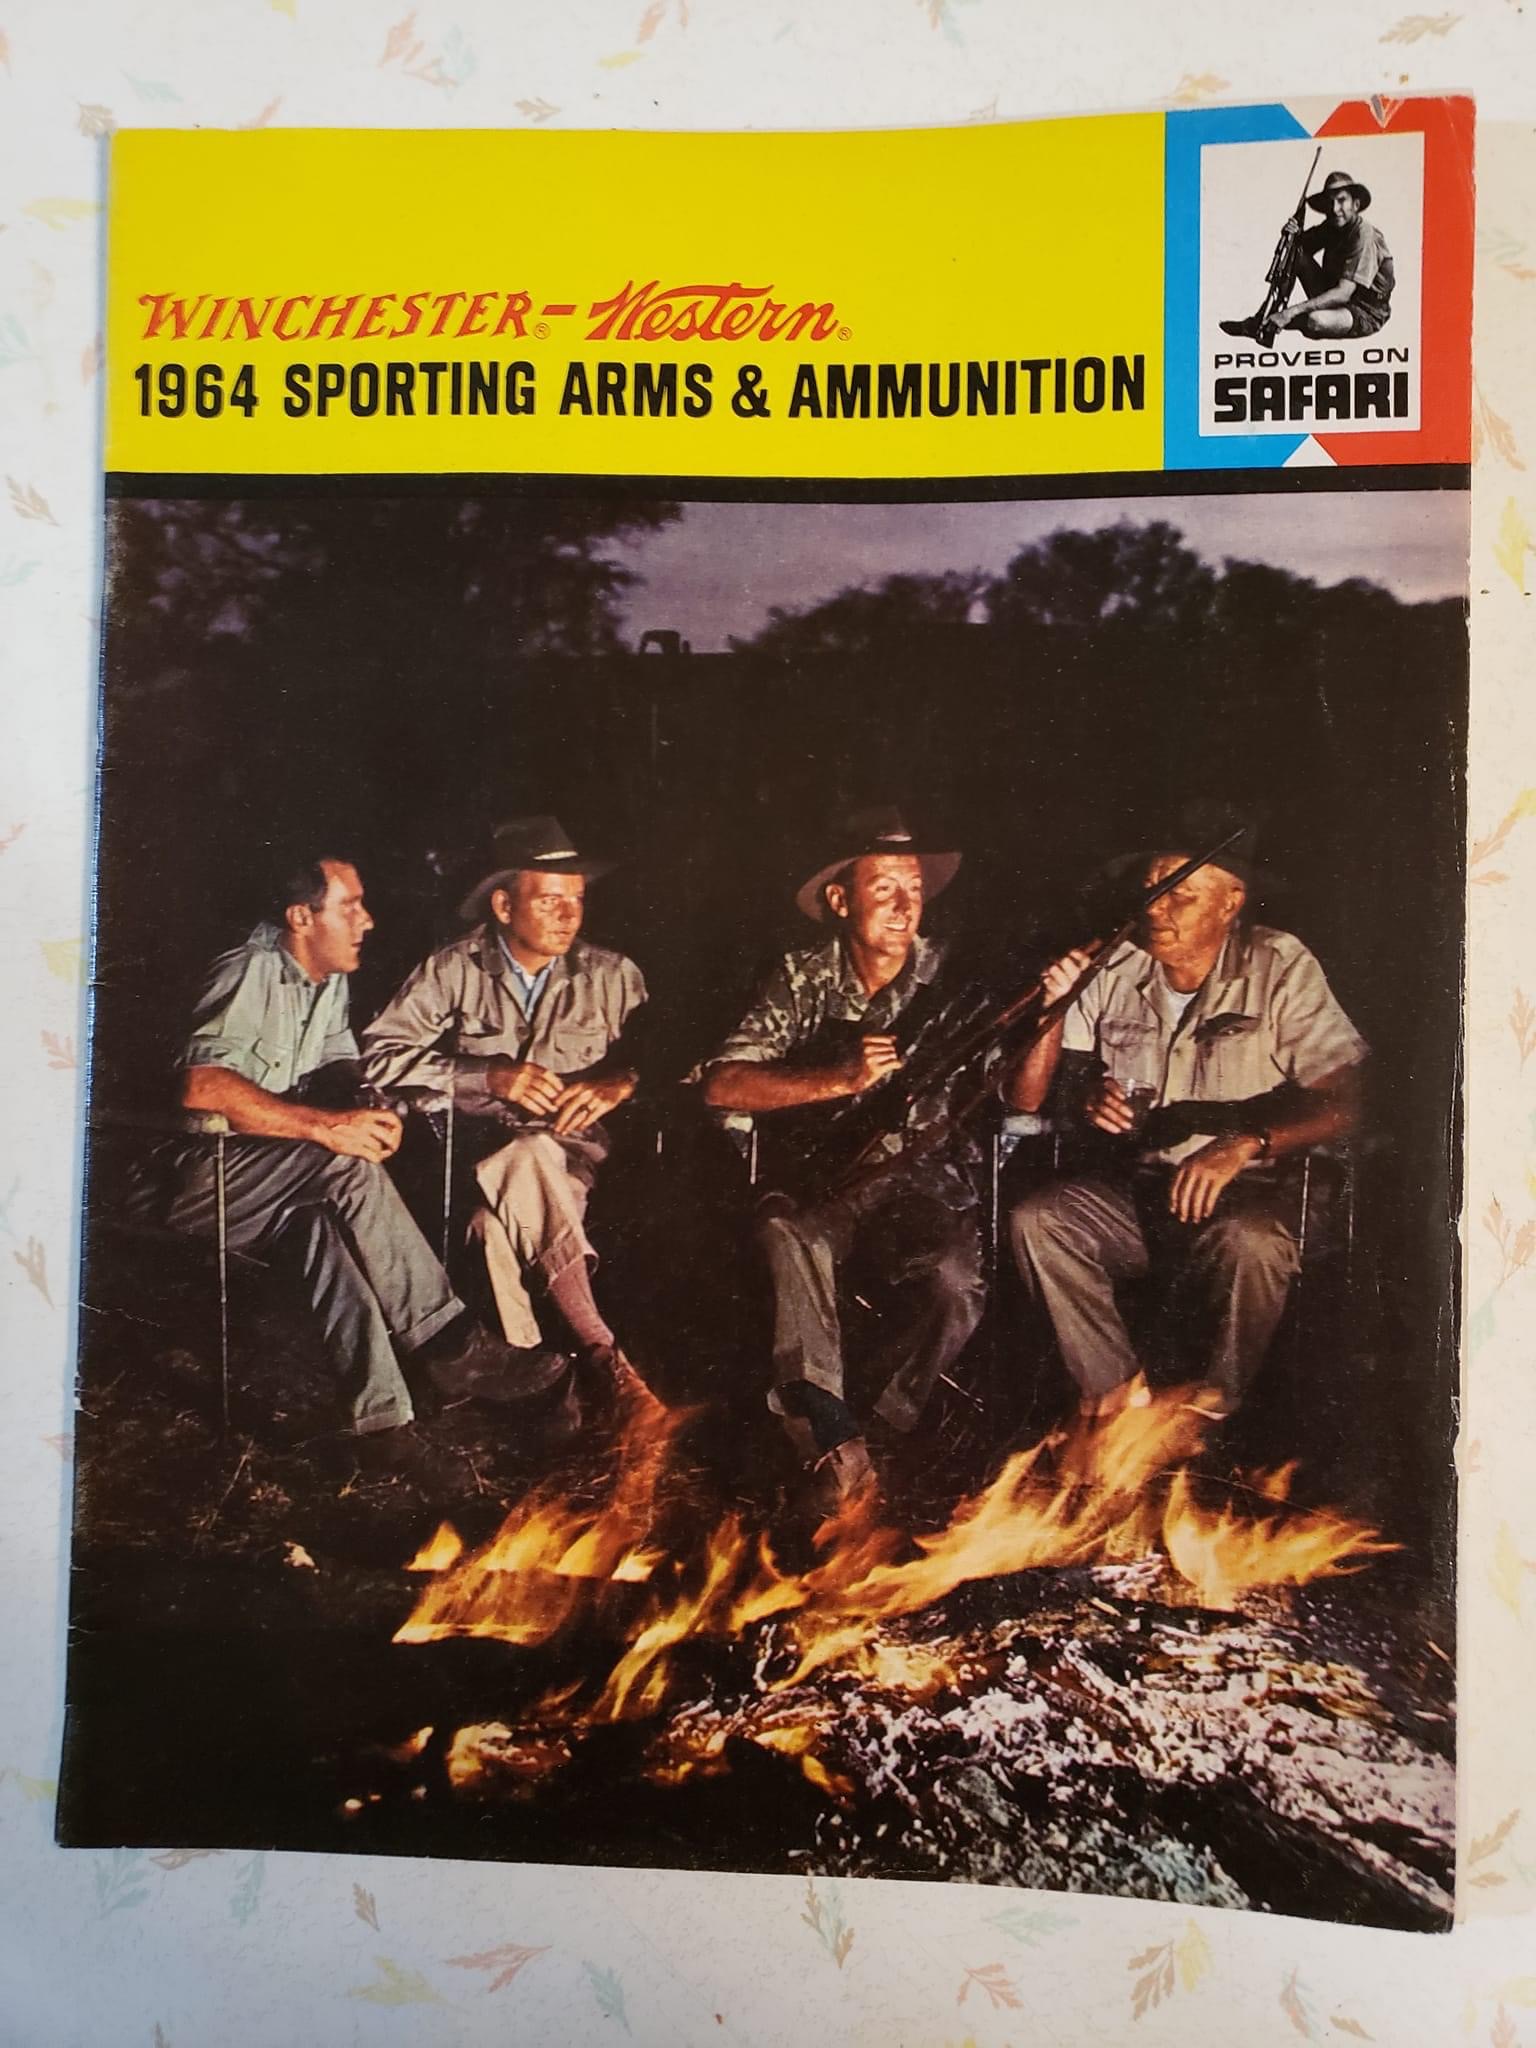 WINCHESTER®-Western®
1964 SPORTING ARMS & AMMUNITION
PROVED ON
SAFARI